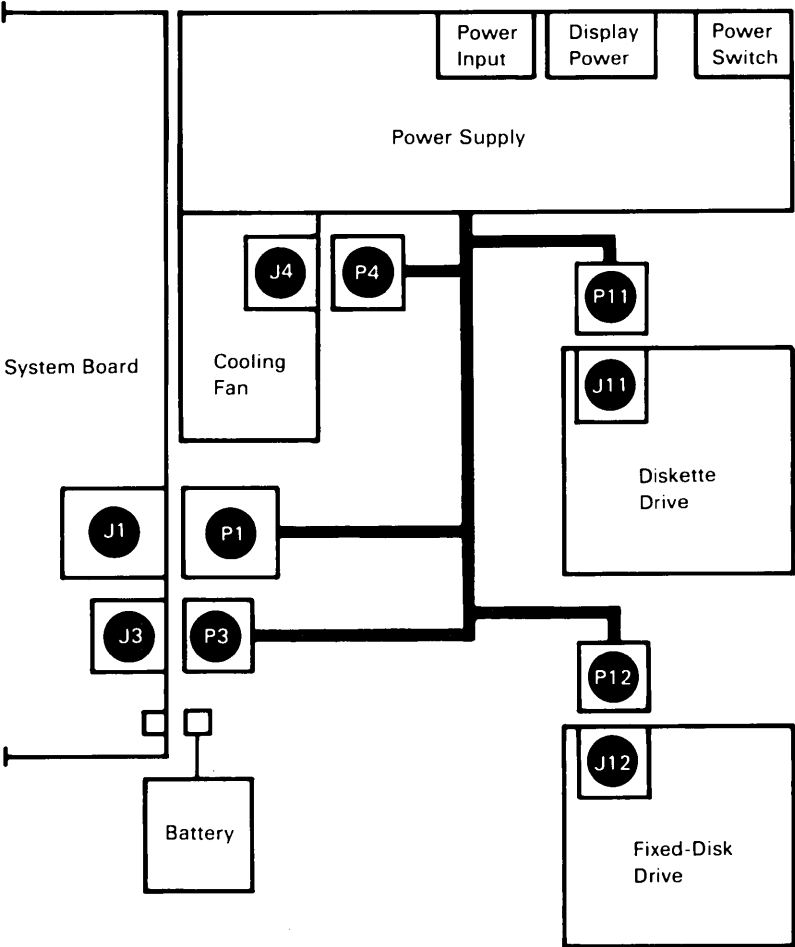 Power
Input
Display
Power
Power
Switch
Power Supply
J4
P4
P11
System Board
Cooling
Fan
J11
Diskette
Drive
J1
P1
J3
P3
P12
J12
Battery
Fixed-Disk
Drive